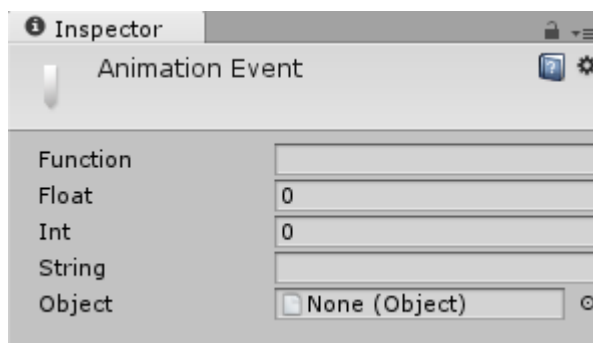 Inspector
Animation Event
Function
Float 0
Int 0
String
Object None (Object)